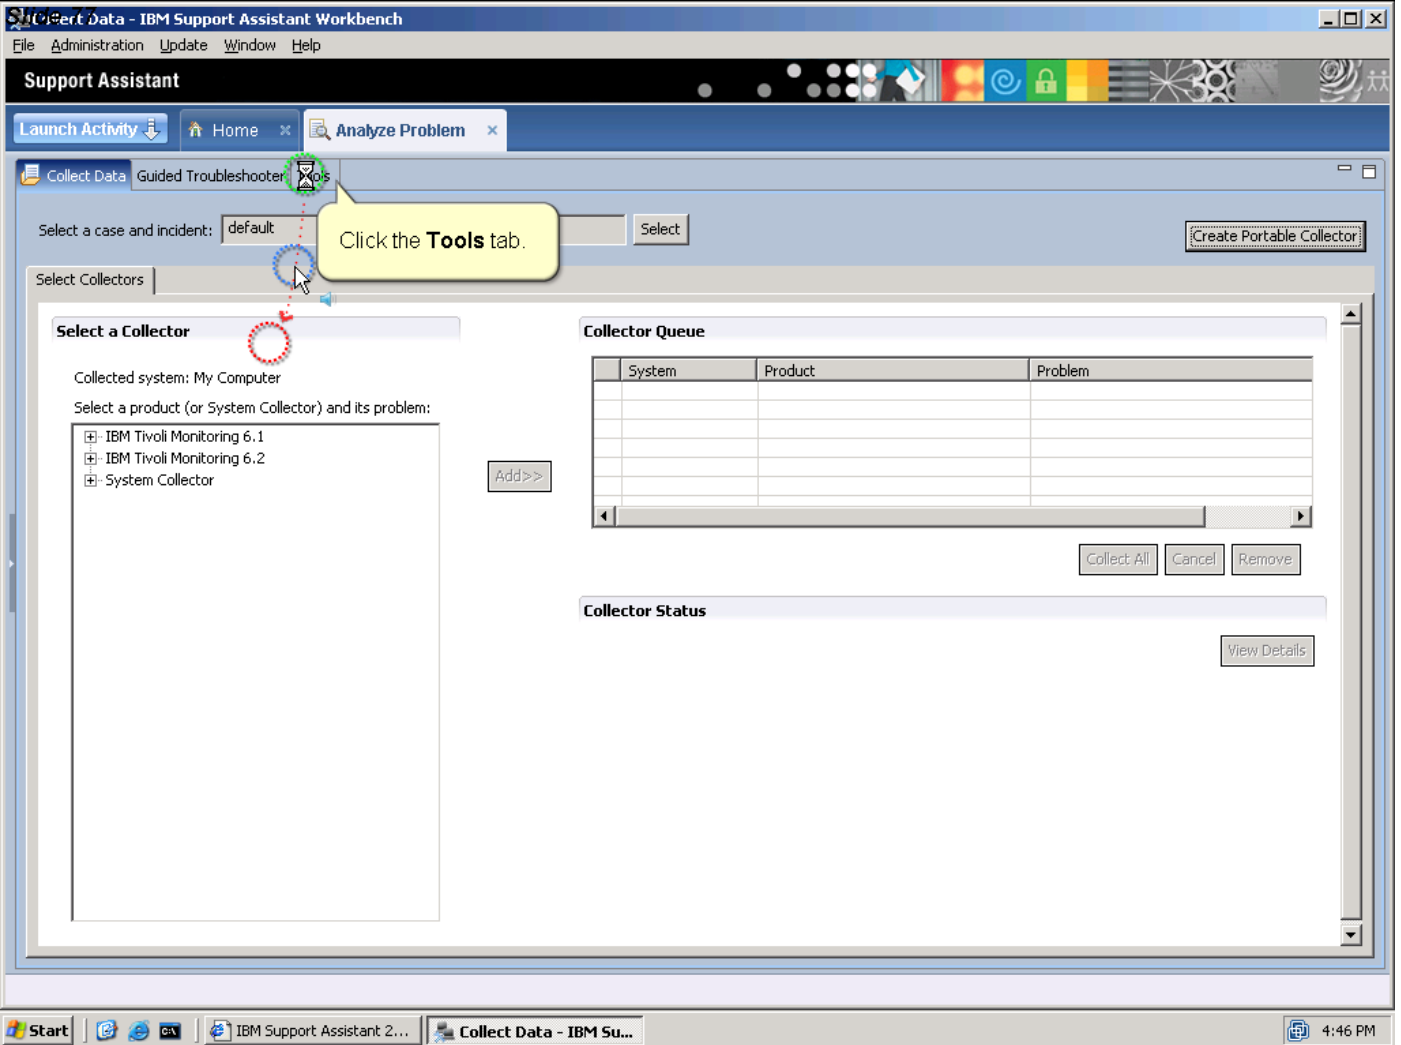 Slide 77
Collect Data - IBM Support Assistant Workbench
File Administration Update Window Help
Support Assistant
Launch Activity Home Analyze Problem
Collect Data Guided Troubleshooter Tools
Select a case and incident: default Select
Click the Tools tab.
Create Portable Collector
Select Collectors
Select a Collector
Collected system: My Computer
Select a product (or System Collector) and its problem:
IBM Tivoli Monitoring 6.1
IBM Tivoli Monitoring 6.2
System Collector
Add>>
Collector Queue
System Product Problem
Collect All Cancel Remove
Collector Status
View Details
Start IBM Support Assistant 2... Collect Data - IBM Su... 4:46 PM